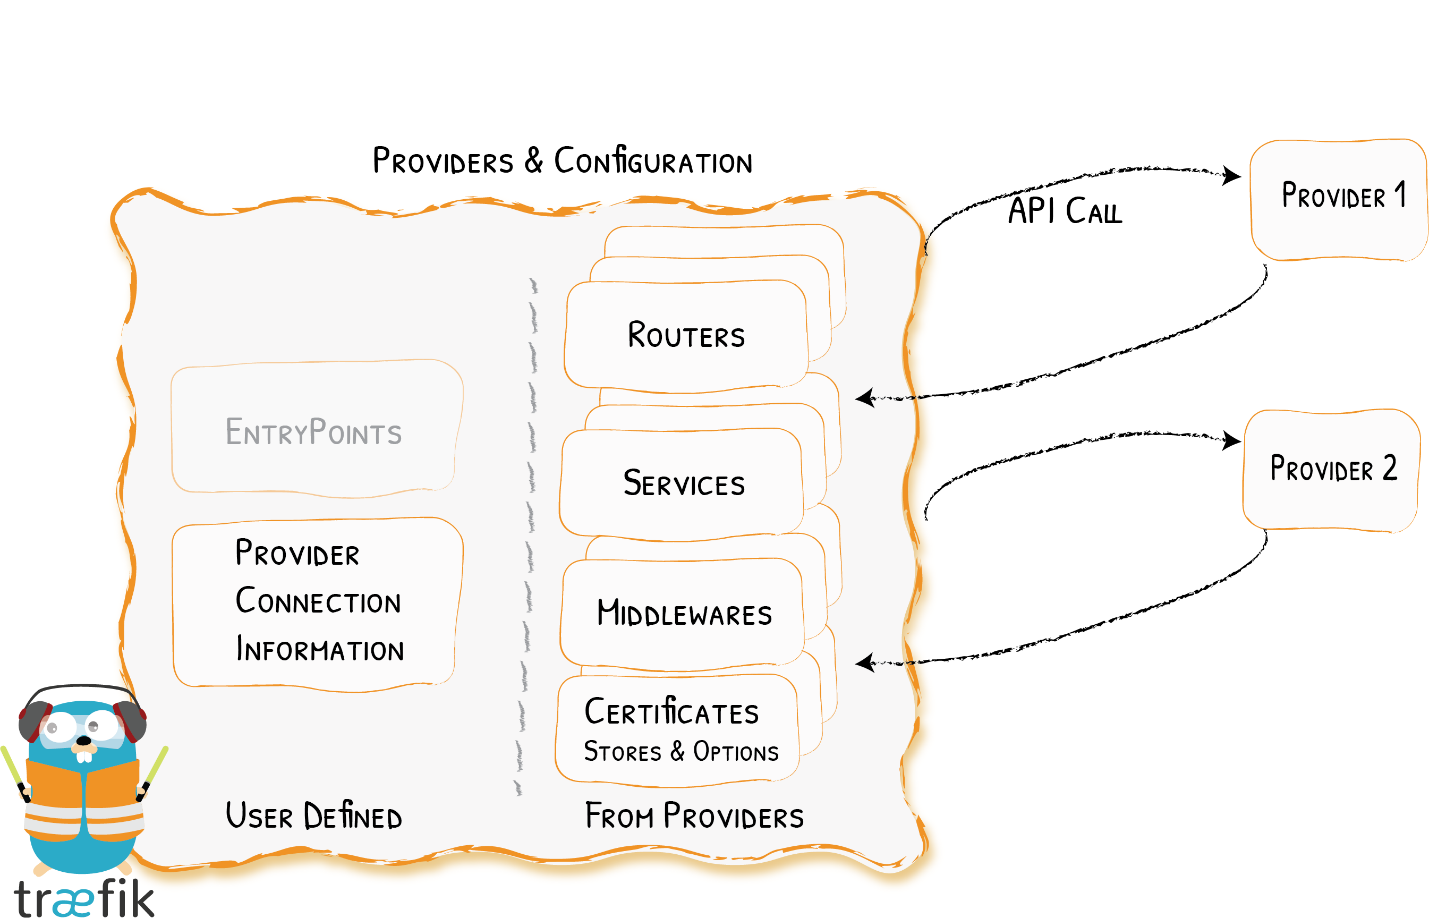 Providers & Configuration
API Call
Provider 1
Routers
EntryPoints
Services
Provider 2
Provider
Connection
Information
Middlewares
Certificates
Stores & Options
User Defined
From Providers
træfik